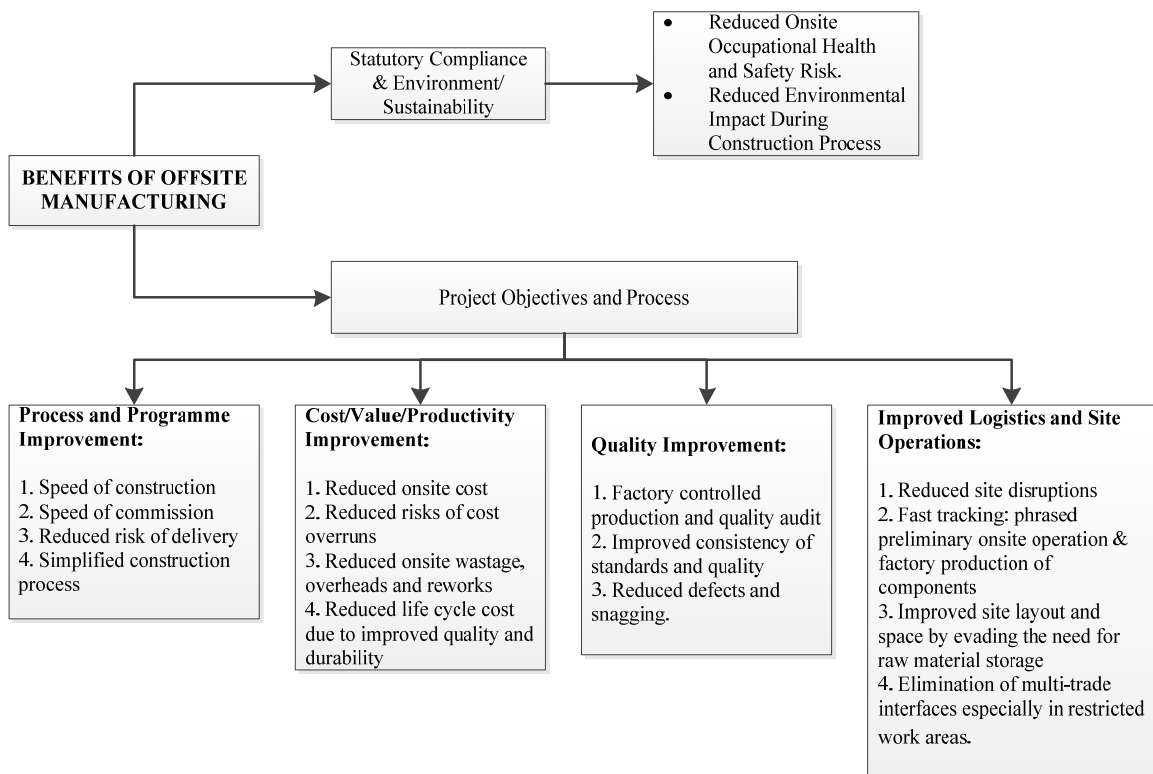 Statutory Compliance
& Environment/
Sustainability
● Reduced Onsite
Occupational Health
and Safety Risk.
● Reduced Environmental
Impact During
Construction Process
BENEFITS OF OFFSITE
MANUFACTURING
Project Objectives and Process
Process and Programme
Improvement:
1. Speed of construction
2. Speed of commission
3. Reduced risk of delivery
4. Simplified construction
process
Cost/Value/Productivity
Improvement:
1. Reduced onsite cost
2. Reduced risks of cost
overruns
3. Reduced onsite wastage,
overheads and reworks
4. Reduced life cycle cost
due to improved quality and
durability
Quality Improvement:
1. Factory controlled
production and quality audit
2. Improved consistency of
standards and quality
3. Reduced defects and
snagging.
Improved Logistics and Site
Operations:
1. Reduced site disruptions
2. Fast tracking: phrased
preliminary onsite operation &
factory production of
components
3. Improved site layout and
space by evading the need for
raw material storage
4. Elimination of multi-trade
interfaces especially in restricted
work areas.